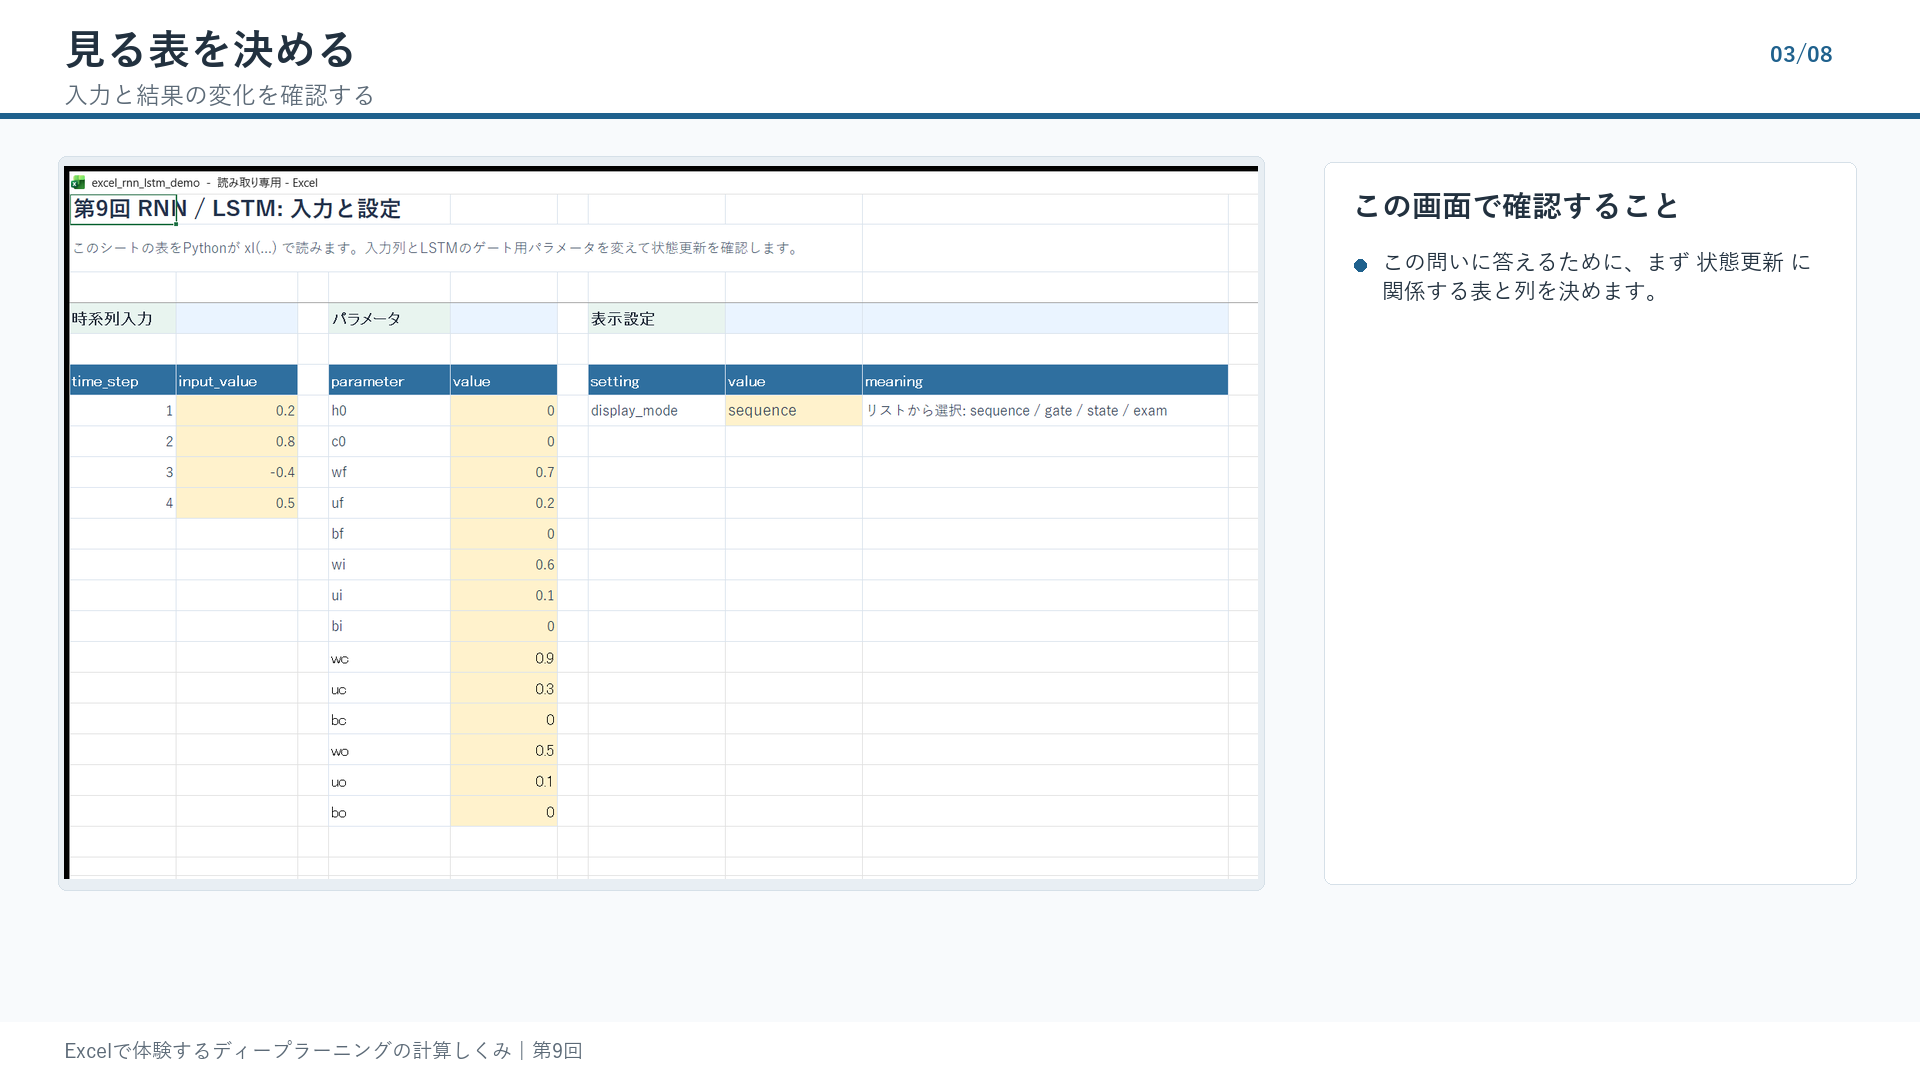 見る表を決める
入力と結果の変化を確認する
03/08
excel_rnn_lstm_demo - 読み取り専用 - Excel
第9回 RNN / LSTM: 入力と設定
このシートの表をPythonが xl(...) で読みます。入力列とLSTMのゲート用パラメータを変えて状態更新を確認します。
時系列入力 パラメータ 表示設定
time_step input_value parameter value setting value meaning
1 0.2 h0 0 display_mode sequence リストから選択: sequence / gate / state / exam
2 0.8 c0 0
3 -0.4 wf 0.7
4 0.5 uf 0.2
bf 0
wi 0.6
ui 0.1
bi 0
wc 0.9
uc 0.3
bc 0
wo 0.5
uo 0.1
bo 0
この画面で確認すること
この問いに答えるために、まず 状態更新 に
関係する表と列を決めます。
Excelで体験するディープラーニングの計算しくみ｜第9回